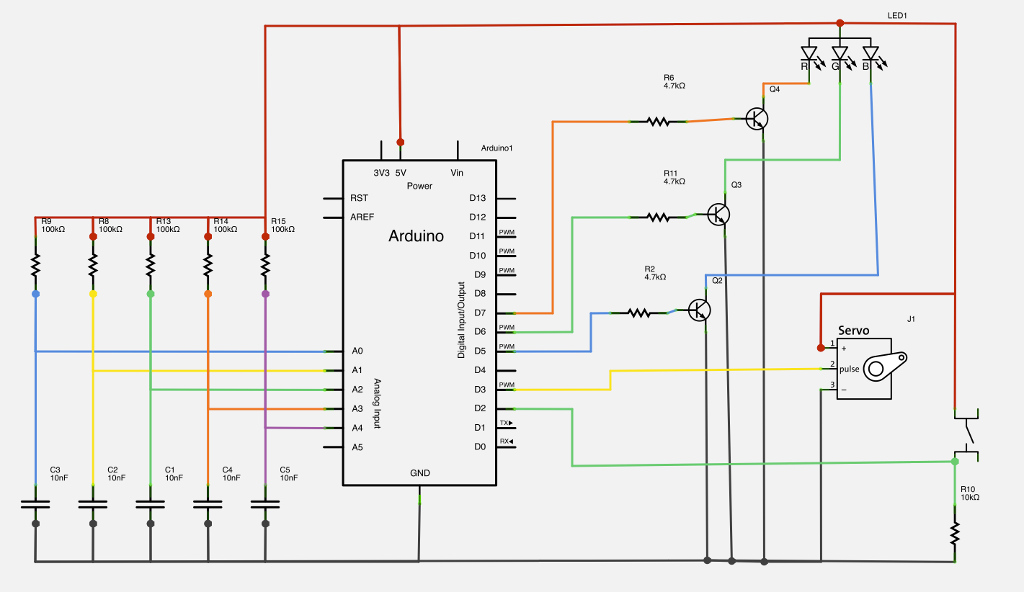 LED1
R6
4.7kΩ
Q4
Arduino1
3V3 5V Vin
Power
R G B
RST
AREF
Arduino
Digital Input/Output
Analog Input
D13
D12
D11 PWM
D10 PWM
D9 PWM
D8
D7
D6 PWM
D5 PWM
D4
D3 PWM
D2
D1 TX▸
D0 RX◂
A0
A1
A2
A3
A4
A5
GND
R11
4.7kΩ
Q3
R9
100kΩ
R8
100kΩ
R13
100kΩ
R14
100kΩ
R15
100kΩ
R2
4.7kΩ
Q2
J1
Servo
1 +
2 pulse
3 −
C3
10nF
C2
10nF
C1
10nF
C4
10nF
C5
10nF
R10
10kΩ